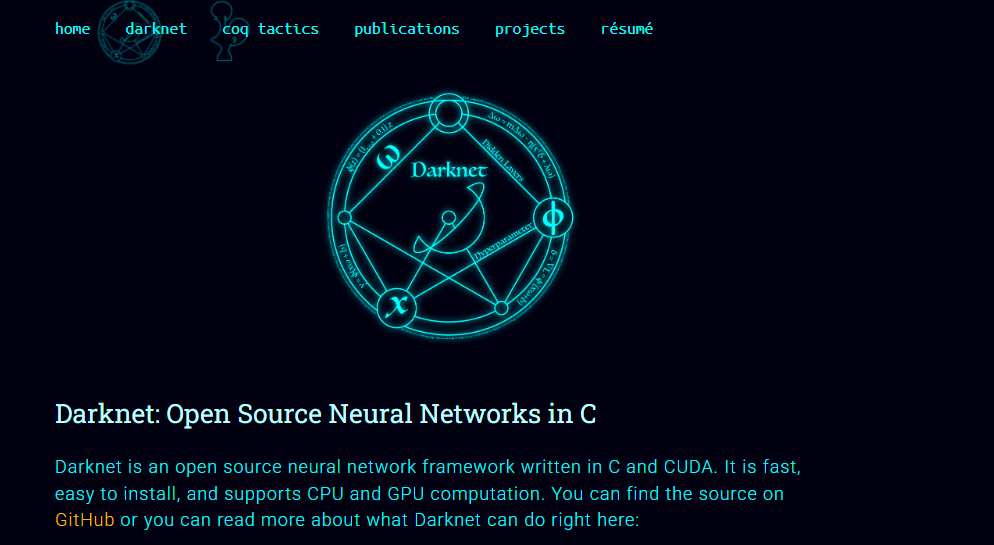 home darknet coq tactics publications projects résumé
Darknet
Hidden Layers
Hyperparameter
ω
ϕ
x
Darknet: Open Source Neural Networks in C
Darknet is an open source neural network framework written in C and CUDA. It is fast,
easy to install, and supports CPU and GPU computation. You can find the source on
GitHub or you can read more about what Darknet can do right here: